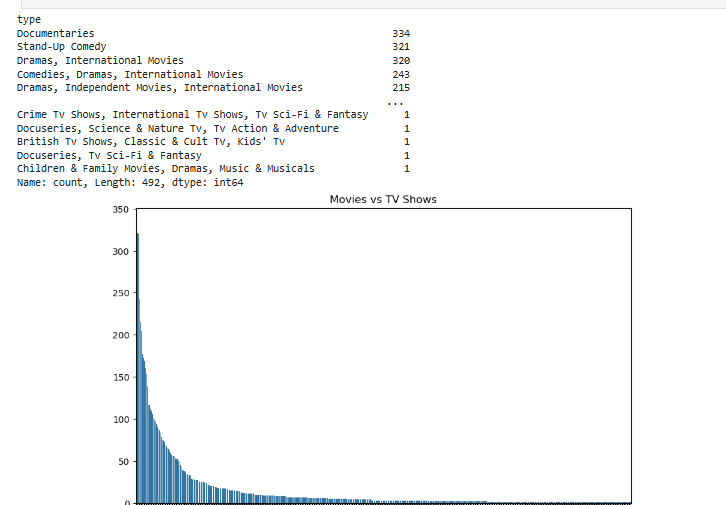 type
Documentaries 334
Stand-Up Comedy 321
Dramas, International Movies 320
Comedies, Dramas, International Movies 243
Dramas, Independent Movies, International Movies 215
...
Crime Tv Shows, International Tv Shows, Tv Sci-Fi & Fantasy 1
Docuseries, Science & Nature Tv, Tv Action & Adventure 1
British Tv Shows, Classic & Cult Tv, Kids' Tv 1
Docuseries, Tv Sci-Fi & Fantasy 1
Children & Family Movies, Dramas, Music & Musicals 1
Name: count, Length: 492, dtype: int64
Movies vs TV Shows
350
300
250
200
150
100
50
0